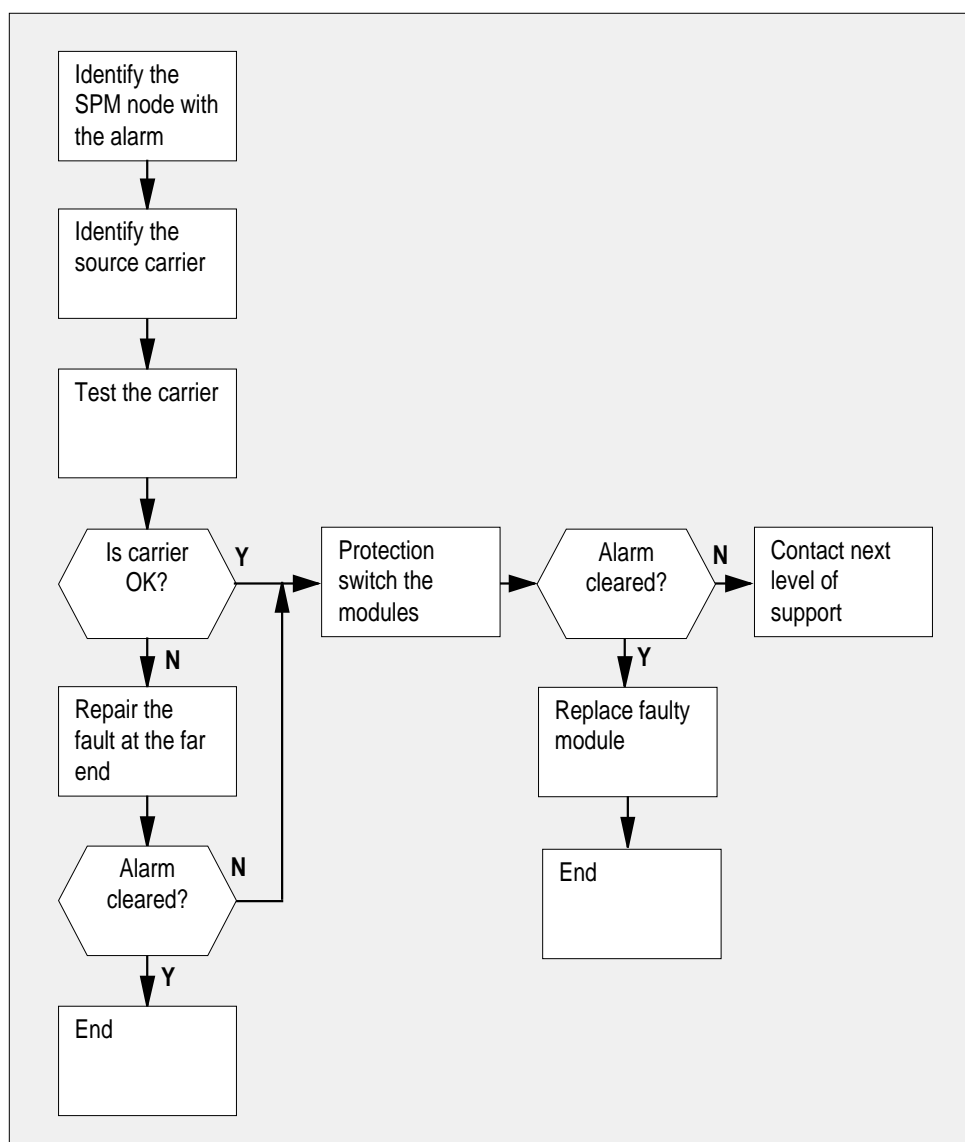 Identify the
SPM node with
the alarm
Identify the
source carrier
Test the carrier
Is carrier
OK?
Y
N
Protection
switch the
modules
Alarm
cleared?
N
Y
Contact next
level of
support
Repair the
fault at the far
end
Replace faulty
module
Alarm
cleared?
N
Y
End
End